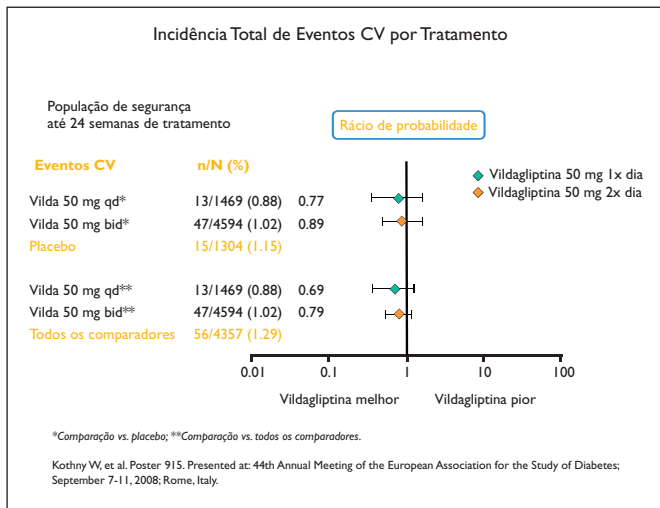 Incidência Total de Eventos CV por Tratamento
População de segurança
até 24 semanas de tratamento
Rácio de probabilidade
Eventos CV n/N (%)
Vildagliptina 50 mg 1x dia
Vildagliptina 50 mg 2x dia
Vilda 50 mg qd* 13/1469 (0.88) 0.77
Vilda 50 mg bid* 47/4594 (1.02) 0.89
Placebo 15/1304 (1.15)
Vilda 50 mg qd** 13/1469 (0.88) 0.69
Vilda 50 mg bid** 47/4594 (1.02) 0.79
Todos os comparadores 56/4357 (1.29)
0.01 0.1 1 10 100
Vildagliptina melhor Vildagliptina pior
*Comparação vs. placebo; **Comparação vs. todos os comparadores.
Kothny W, et al. Poster 915. Presented at: 44th Annual Meeting of the European Association for the Study of Diabetes;
September 7-11, 2008; Rome, Italy.